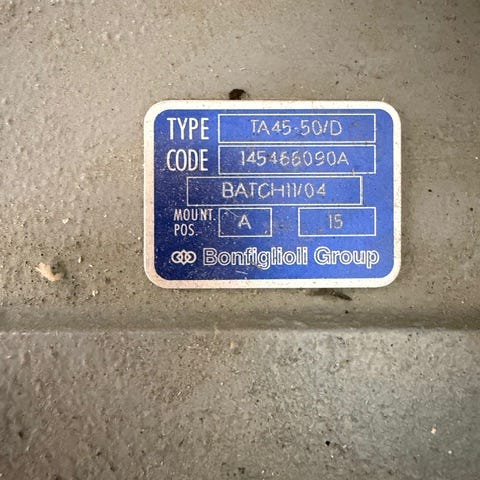 TYPE TA45-50/D
CODE 145466090A
BATCH11/04
MOUNT. POS. A 15
Bonfiglioli Group